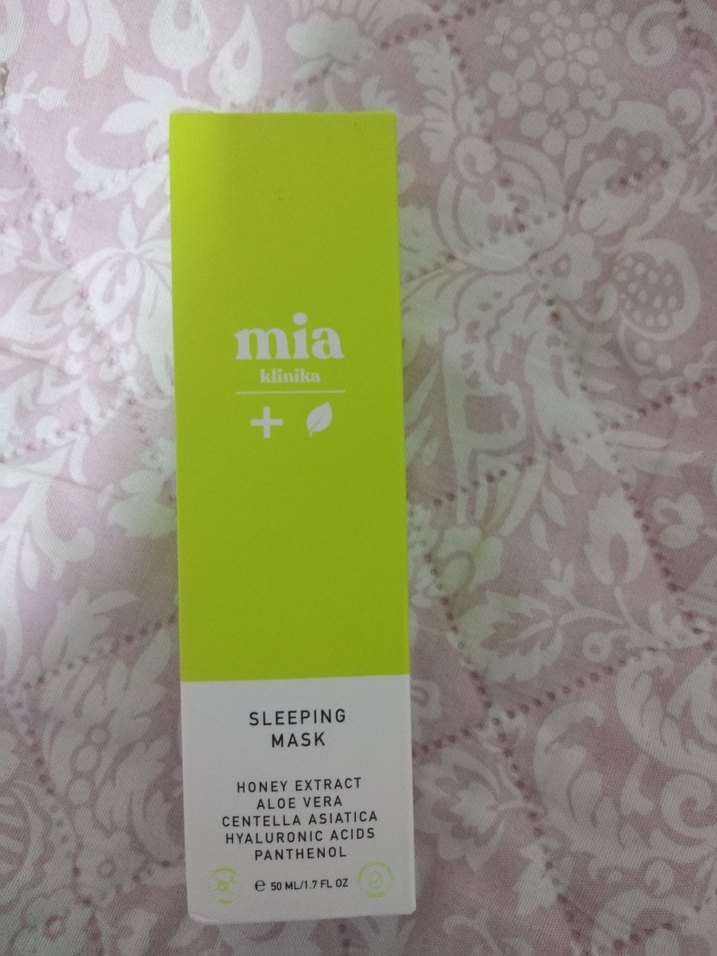 mia
klinika
SLEEPING
MASK
HONEY EXTRACT
ALOE VERA
CENTELLA ASIATICA
HYALURONIC ACIDS
PANTHENOL
e 50 ML/1.7 FL OZ